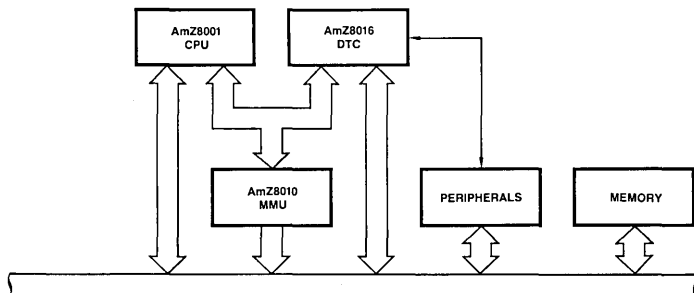 AmZ8001
CPU
AmZ8016
DTC
AmZ8010
MMU
PERIPHERALS
MEMORY